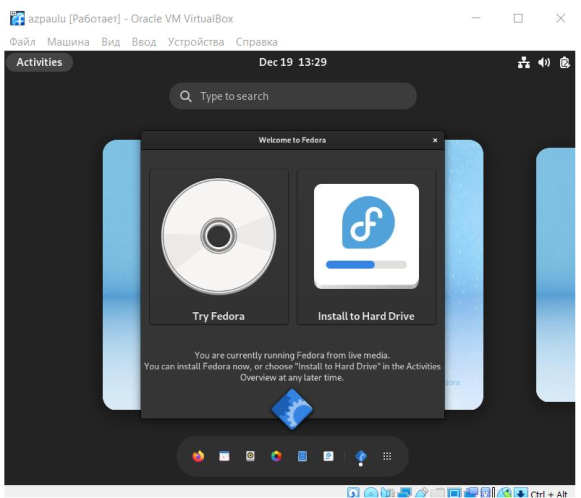 azpaulu [Работает] - Oracle VM VirtualBox
Файл Машина Вид Ввод Устройства Справка
Activities Dec 19 13:29
Type to search
Welcome to Fedora
Try Fedora Install to Hard Drive
You are currently running Fedora from live media.
You can install Fedora now, or choose "Install to Hard Drive" in the Activities
Overview at any later time.
Ctrl + Alt